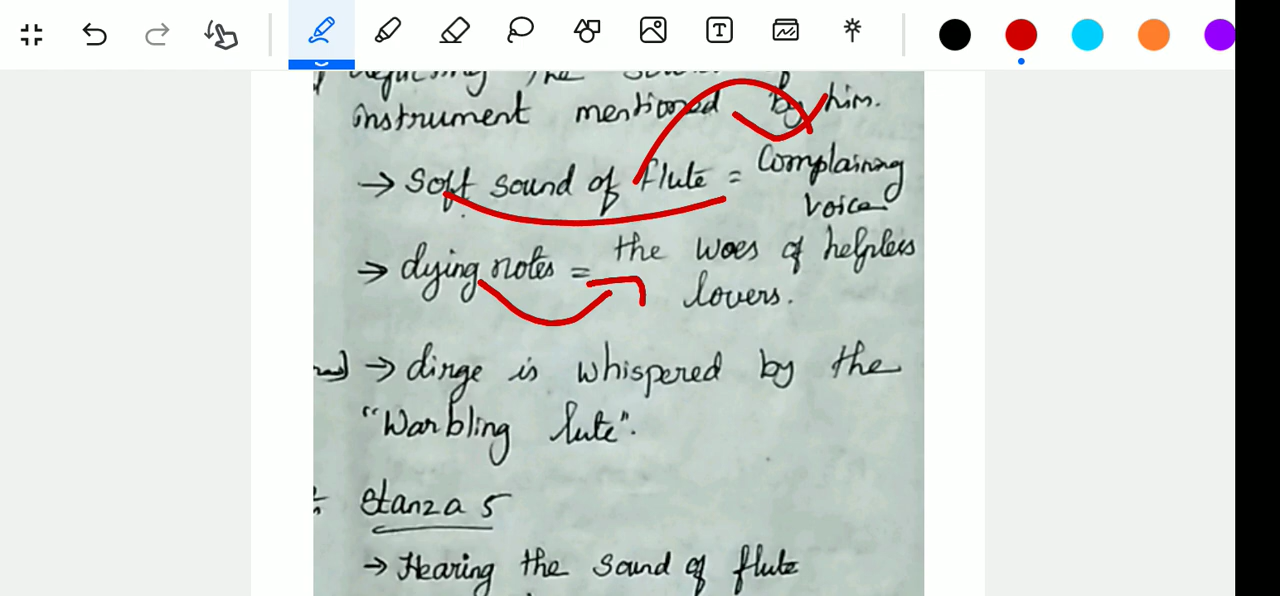 The
instrument mentioned by him.
→ Soft sound of flute = Complaining
voice
→ dying notes = the woes of helpless
lovers.
→ dirge is whispered by the
"Warbling lute".
Stanza 5
→ Hearing the sound of flute